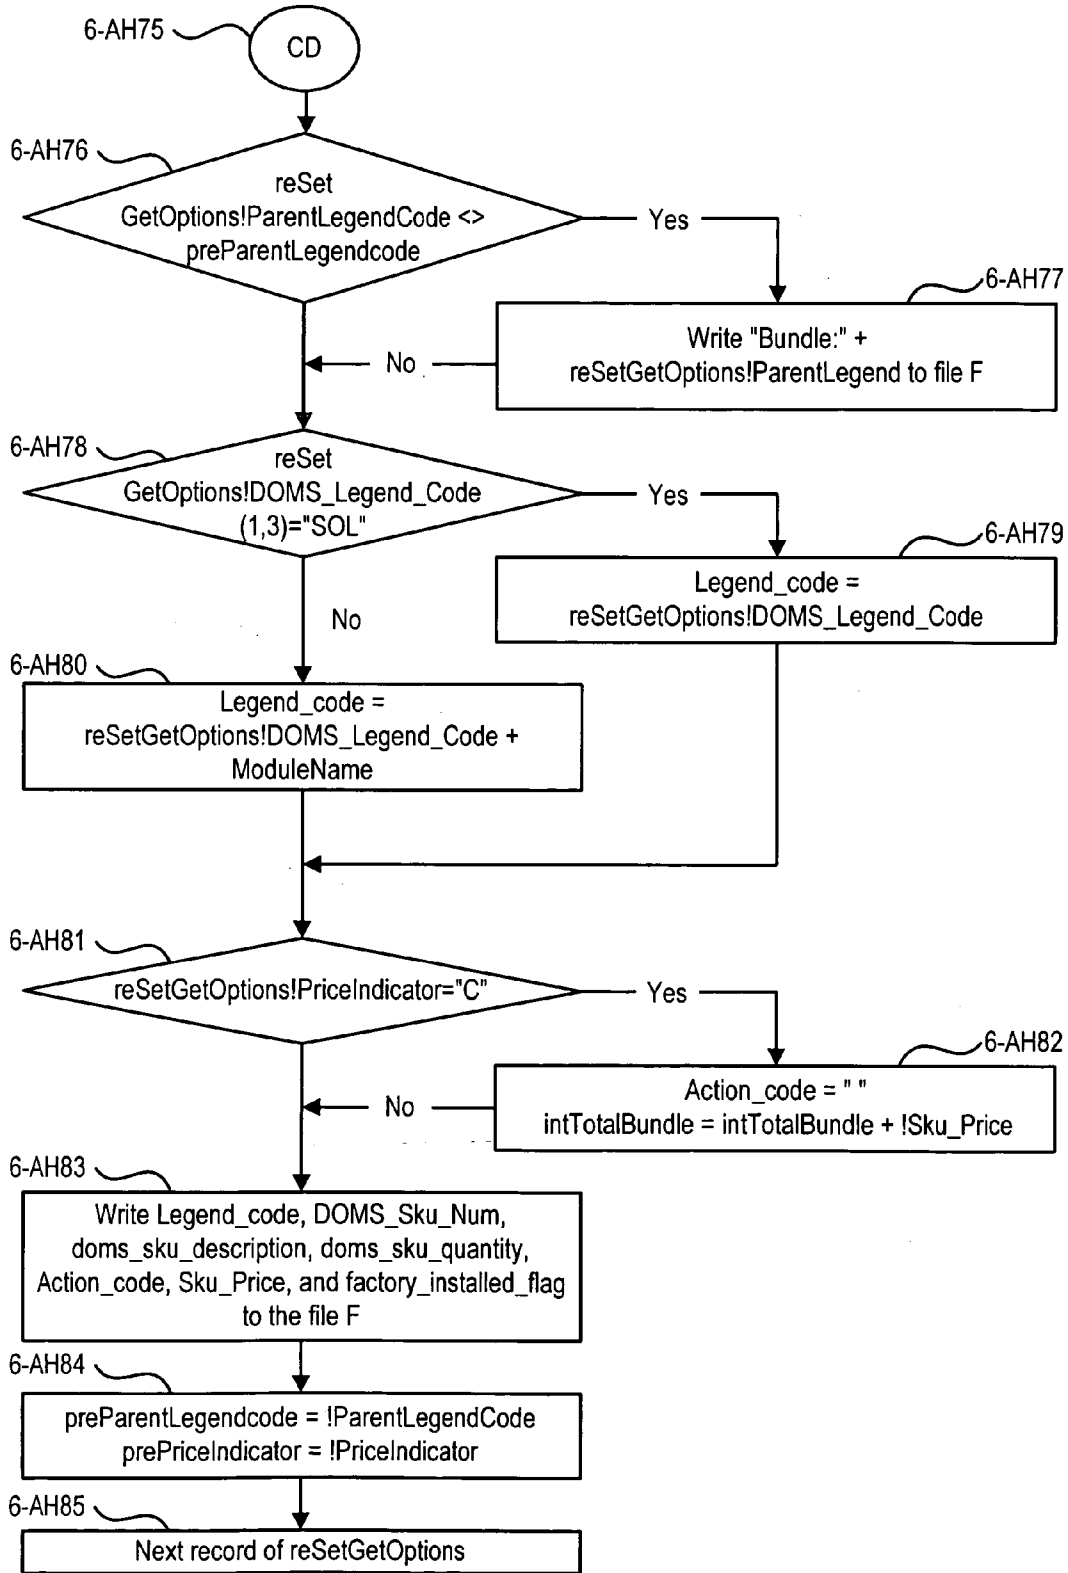 6-AH75
CD
6-AH76
reSet
GetOptions!ParentLegendCode <>
preParentLegendcode
Yes
6-AH77
Write "Bundle:" +
reSetGetOptions!ParentLegend to file F
No
6-AH78
reSet
GetOptions!DOMS_Legend_Code
(1,3)="SOL"
Yes
6-AH79
Legend_code =
reSetGetOptions!DOMS_Legend_Code
No
6-AH80
Legend_code =
reSetGetOptions!DOMS_Legend_Code +
ModuleName
6-AH81
reSetGetOptions!PriceIndicator="C"
Yes
6-AH82
Action_code = " "
intTotalBundle = intTotalBundle + !Sku_Price
No
6-AH83
Write Legend_code, DOMS_Sku_Num,
doms_sku_description, doms_sku_quantity,
Action_code, Sku_Price, and factory_installed_flag
to the file F
6-AH84
preParentLegendcode = !ParentLegendCode
prePriceIndicator = !PriceIndicator
6-AH85
Next record of reSetGetOptions